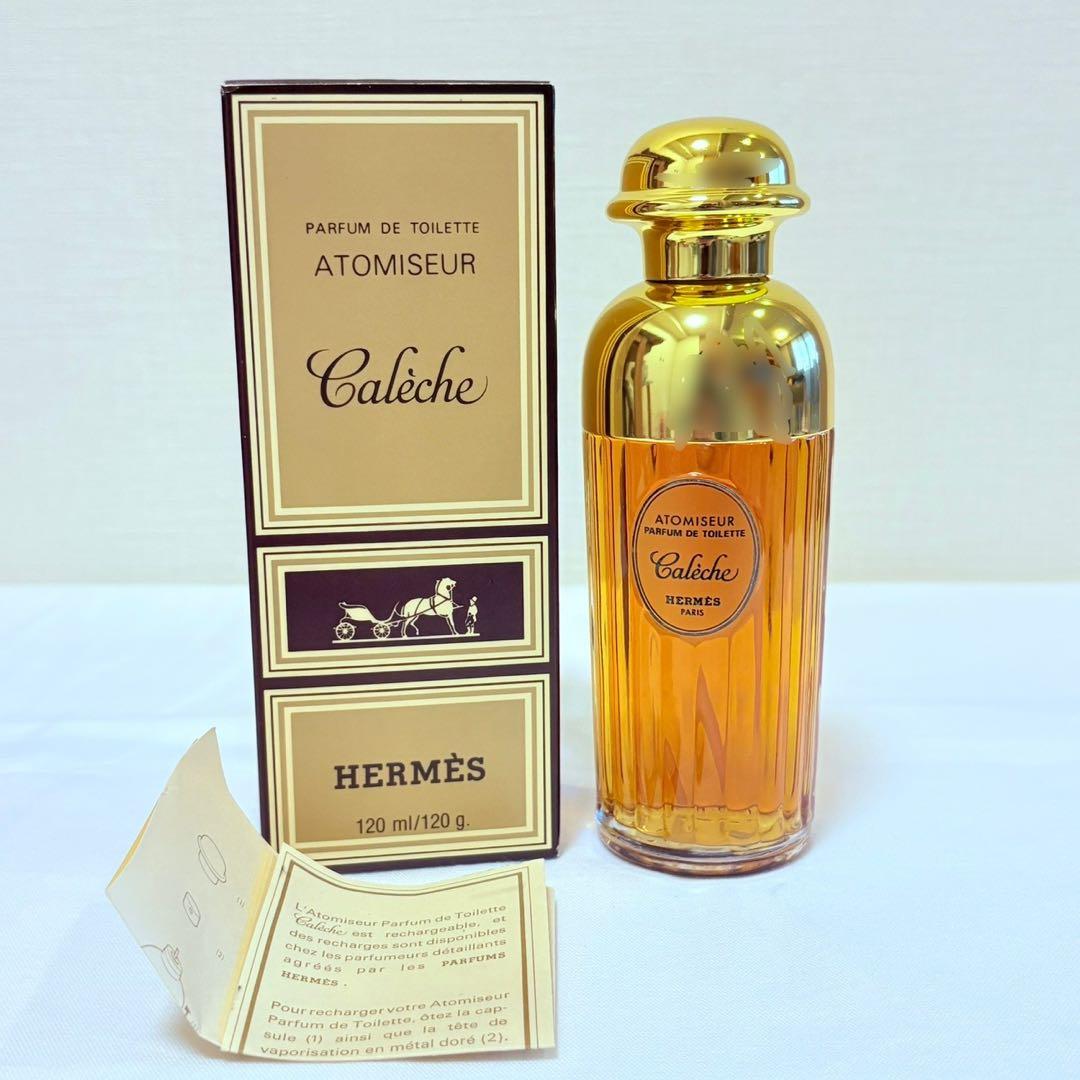 PARFUM DE TOILETTE
ATOMISEUR
Calèche
HERMÈS
120 ml/120 g.
ATOMISEUR
PARFUM DE TOILETTE
Calèche
HERMÈS
PARIS
(1)
(2)
L'Atomiseur Parfum de Toilette
Calèche est rechargeable, et
des recharges sont disponibles
chez les parfumeurs détaillants
agréés par les PARFUMS
HERMÈS.
Pour recharger votre Atomiseur
Parfum de Toilette, ôtez la cap-
sule (1) ainsi que la tête de
vaporisation en métal doré (2).